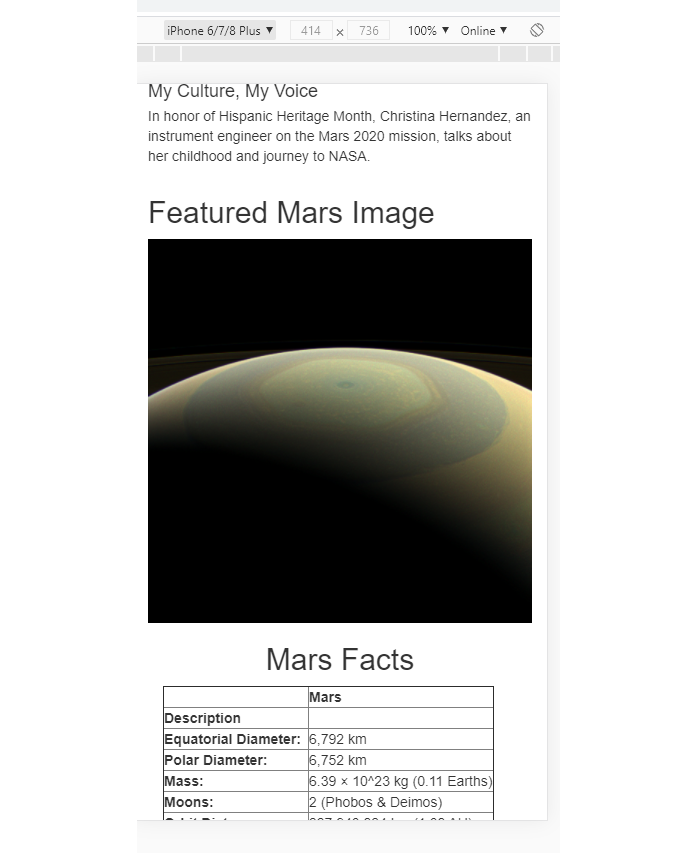 iPhone 6/7/8 Plus ▼ 414 × 736 100% ▼ Online ▼
My Culture, My Voice
In honor of Hispanic Heritage Month, Christina Hernandez, an
instrument engineer on the Mars 2020 mission, talks about
her childhood and journey to NASA.
Featured Mars Image
Mars Facts
Mars
Description
Equatorial Diameter: 6,792 km
Polar Diameter: 6,752 km
Mass: 6.39 × 10^23 kg (0.11 Earths)
Moons: 2 (Phobos & Deimos)